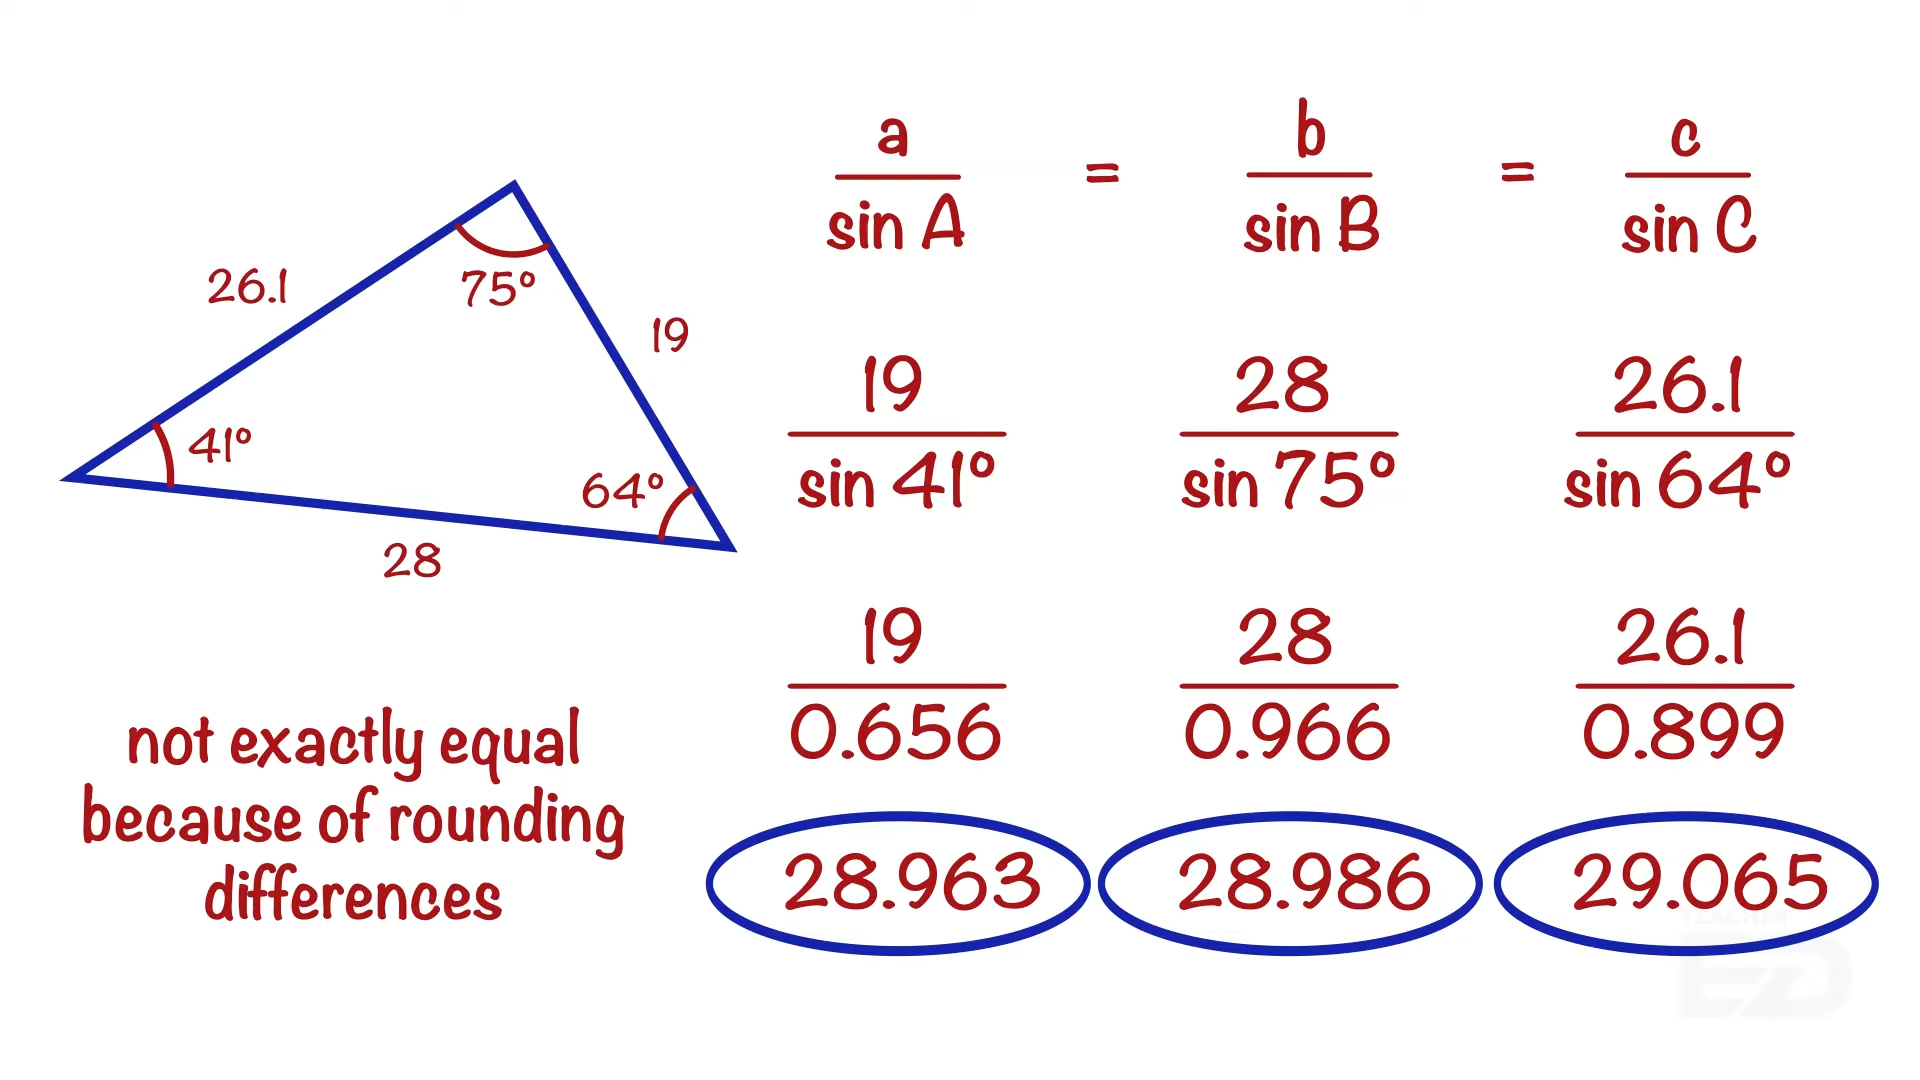 a/sin A = b/sin B = c/sin C
26.1
75°
19
41°
64°
28
19/sin 41° 28/sin 75° 26.1/sin 64°
19/0.656 28/0.966 26.1/0.899
28.963 28.986 29.065
not exactly equal
because of rounding
differences
TEACHER
ED